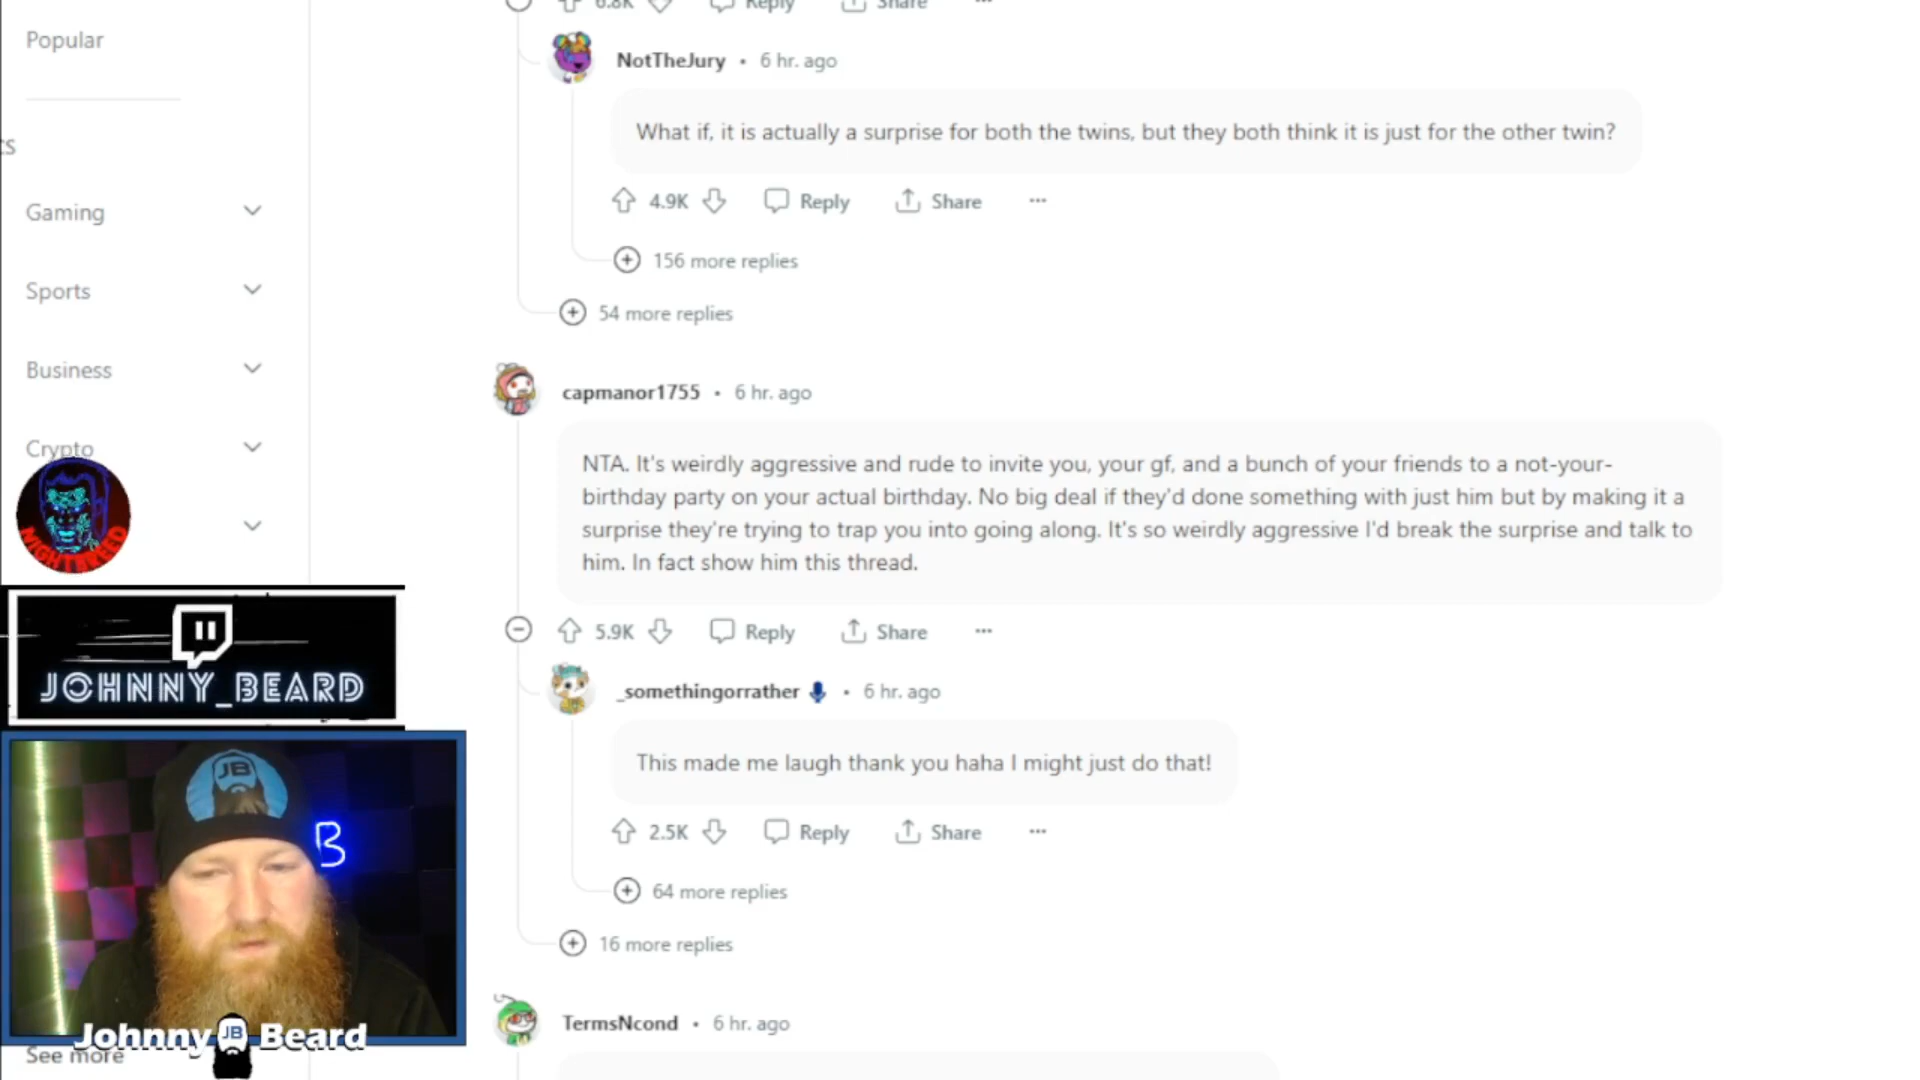 6.8K Reply Share
Popular
NotTheJury • 6 hr. ago
What if, it is actually a surprise for both the twins, but they both think it is just for the other twin?
4.9K Reply Share
Gaming
156 more replies
Sports
54 more replies
Business
capmanor1755 • 6 hr. ago
Crypto
NTA. It's weirdly aggressive and rude to invite you, your gf, and a bunch of your friends to a not-your-
birthday party on your actual birthday. No big deal if they'd done something with just him but by making it a
surprise they're trying to trap you into going along. It's so weirdly aggressive I'd break the surprise and talk to
him. In fact show him this thread.
NIGHTBREED
5.9K Reply Share
JOHNNY_BEARD
_somethingorrather • 6 hr. ago
This made me laugh thank you haha I might just do that!
JB
B
2.5K Reply Share
64 more replies
16 more replies
TermsNcond • 6 hr. ago
Johnny JB Beard
See more